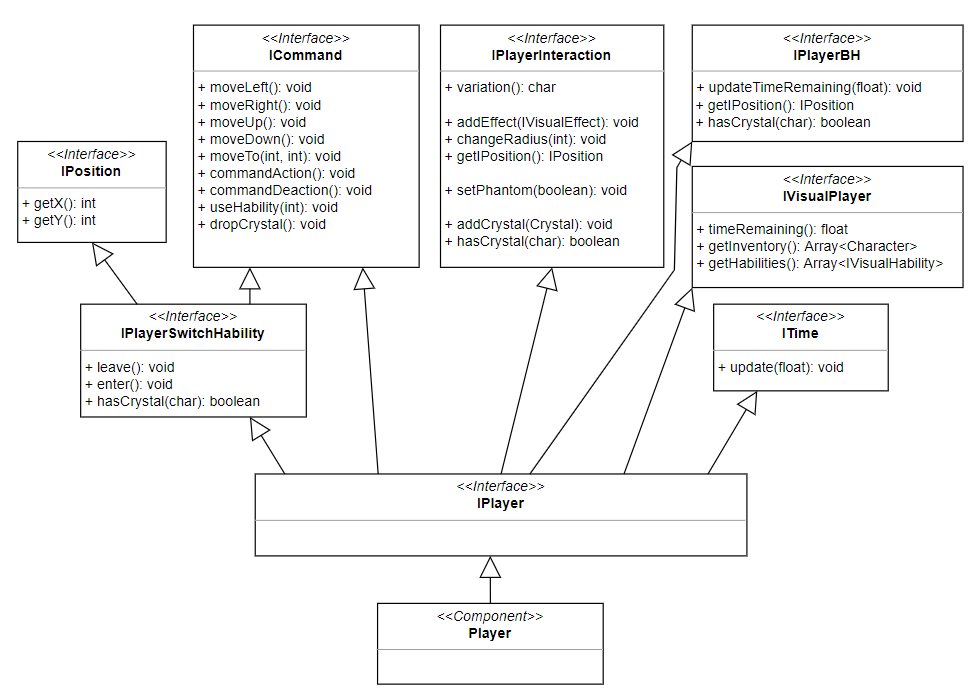 <<Interface>>
ICommand
+ moveLeft(): void
+ moveRight(): void
+ moveUp(): void
+ moveDown(): void
+ moveTo(int, int): void
+ commandAction(): void
+ commandDeaction(): void
+ useHability(int): void
+ dropCrystal(): void
<<Interface>>
IPlayerInteraction
+ variation(): char
+ addEffect(IVisualEffect): void
+ changeRadius(int): void
+ getIPosition(): IPosition
+ setPhantom(boolean): void
+ addCrystal(Crystal): void
+ hasCrystal(char): boolean
<<Interface>>
IPlayerBH
+ updateTimeRemaining(float): void
+ getIPosition(): IPosition
+ hasCrystal(char): boolean
<<Interface>>
IPosition
+ getX(): int
+ getY(): int
<<Interface>>
IVisualPlayer
+ timeRemaining(): float
+ getInventory(): Array<Character>
+ getHabilities(): Array<IVisualHability>
<<Interface>>
IPlayerSwitchHability
+ leave(): void
+ enter(): void
+ hasCrystal(char): boolean
<<Interface>>
ITime
+ update(float): void
<<Interface>>
IPlayer
<<Component>>
Player